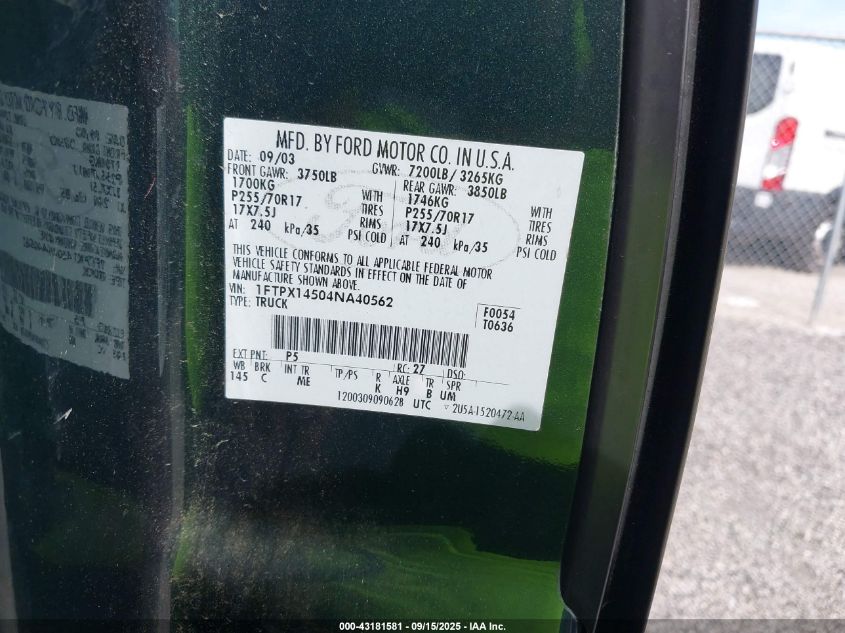 MFD. BY FORD MOTOR CO. IN U.S.A.
DATE: 09/03 GVWR: 7200LB/ 3265KG
FRONT GAWR: 3750LB REAR GAWR: 3850LB
1700KG WITH 1746KG WITH
P255/70R17 TIRES P255/70R17 TIRES
17X7.5J RIMS 17X7.5J RIMS
AT 240 kPa/35 PSI COLD AT 240 kPa/35 PSI COLD
THIS VEHICLE CONFORMS TO ALL APPLICABLE FEDERAL MOTOR
VEHICLE SAFETY STANDARDS IN EFFECT ON THE DATE OF
MANUFACTURE SHOWN ABOVE.
VIN: 1FTPX14504NA40562 F0054
TYPE: TRUCK T0636
EXT PNT: P5 RC: 27 DSO:
WB BRK INT TR TP/PS R AXLE TR SPR
145 C ME K H9 B UM
1200309090628 UTC ▽ 2U5A-1520472-AA
000-43181581 - 09/15/2025 - IAA Inc.